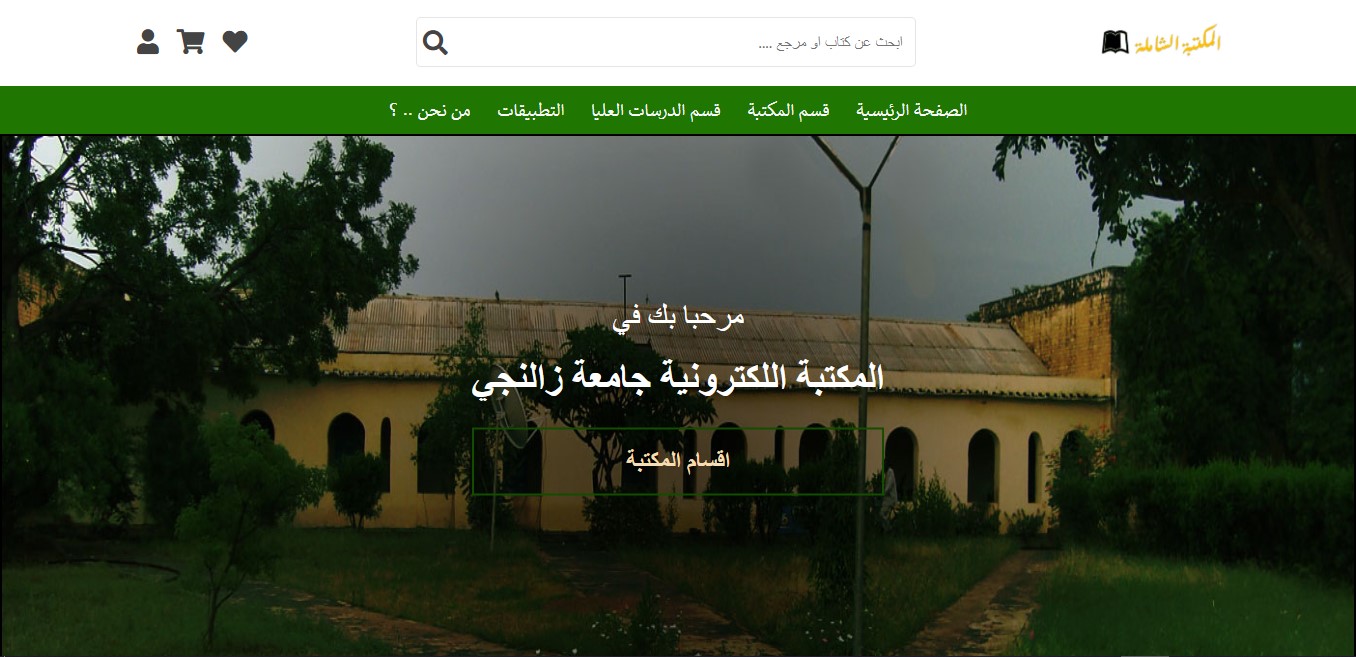 المكتبة الشاملة
ابحث عن كتاب او مرجع ....
الصفحة الرئيسية
قسم المكتبة
قسم الدرسات العليا
التطبيقات
من نحن .. ؟
مرحبا بك في
المكتبة اللكترونية جامعة زالنجي
اقسام المكتبة